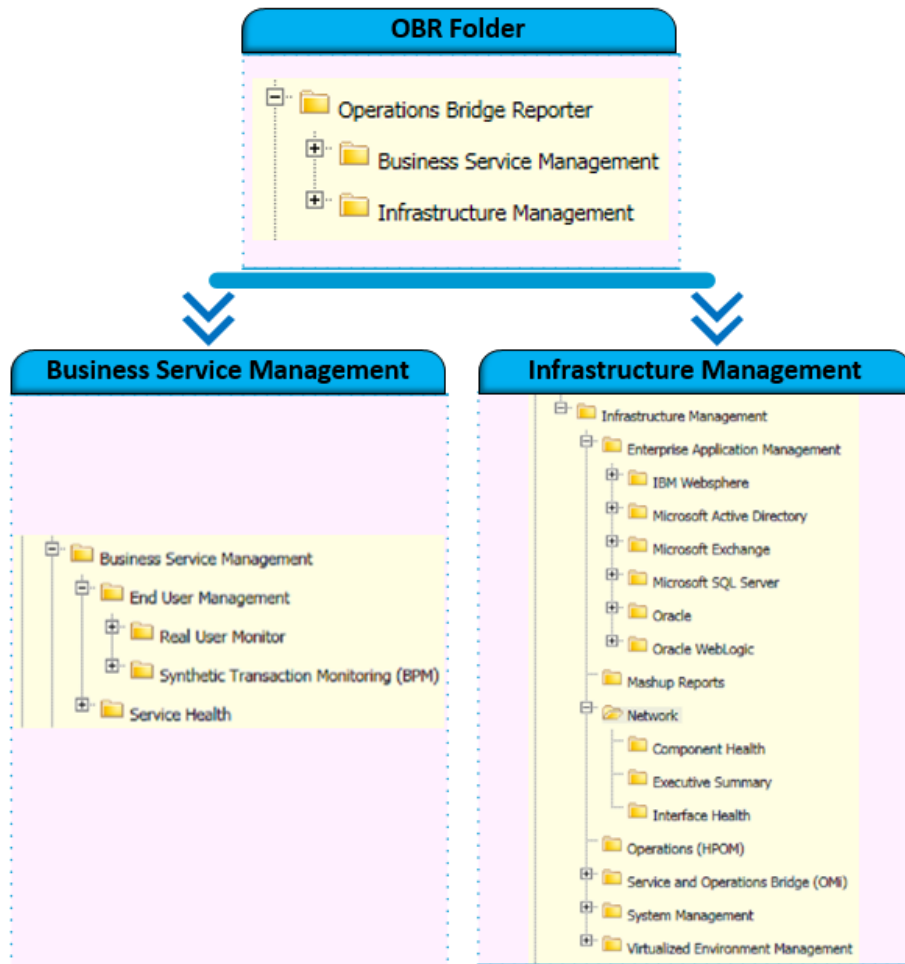 OBR Folder
Operations Bridge Reporter
Business Service Management
Infrastructure Management
Business Service Management
Business Service Management
End User Management
Real User Monitor
Synthetic Transaction Monitoring (BPM)
Service Health
Infrastructure Management
Infrastructure Management
Enterprise Application Management
IBM Websphere
Microsoft Active Directory
Microsoft Exchange
Microsoft SQL Server
Oracle
Oracle WebLogic
Mashup Reports
Network
Component Health
Executive Summary
Interface Health
Operations (HPOM)
Service and Operations Bridge (OMi)
System Management
Virtualized Environment Management